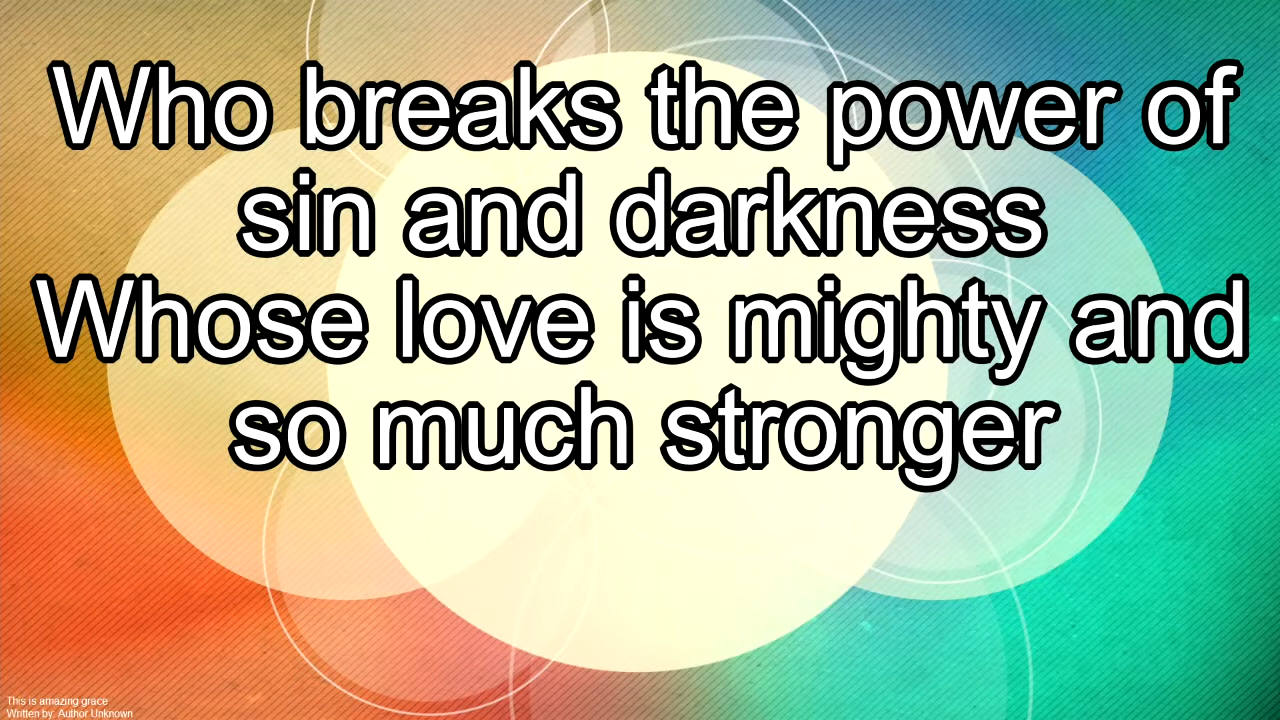 Who breaks the power of
sin and darkness
Whose love is mighty and
so much stronger
This is amazing grace
Written by: Author Unknown